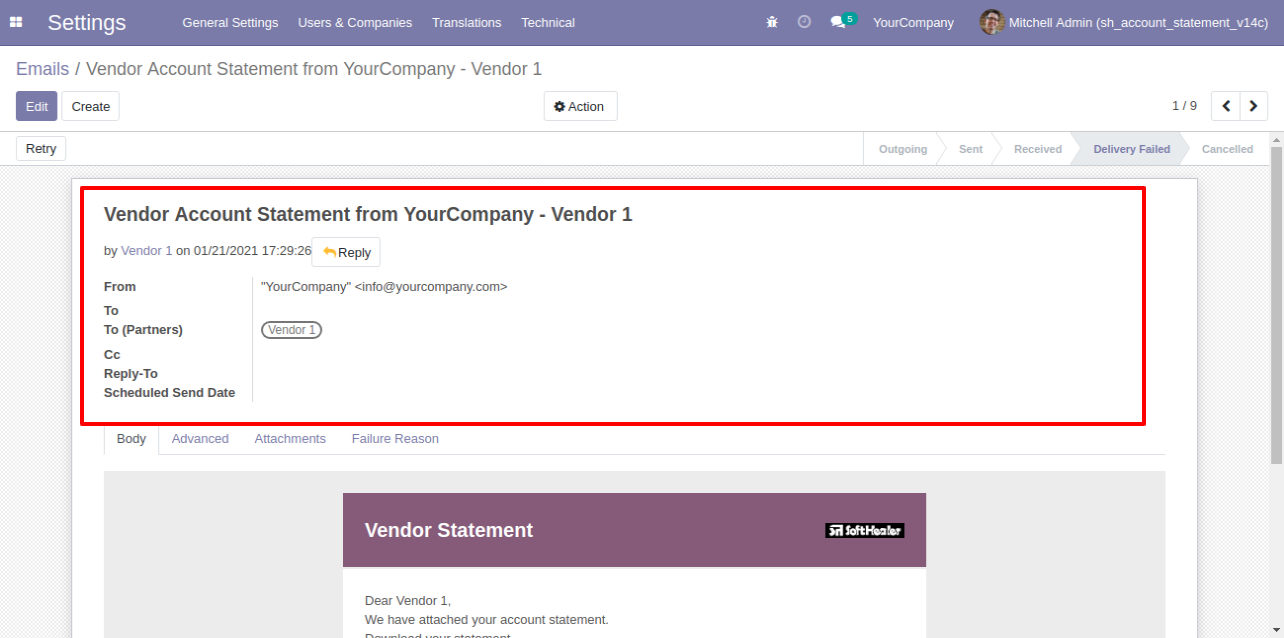 Settings General Settings Users & Companies Translations Technical 5 YourCompany Mitchell Admin (sh_account_statement_v14c)
Emails / Vendor Account Statement from YourCompany - Vendor 1
Edit Create Action 1 / 9
Retry Outgoing Sent Received Delivery Failed Cancelled
Vendor Account Statement from YourCompany - Vendor 1
by Vendor 1 on 01/21/2021 17:29:26 Reply
From "YourCompany" <info@yourcompany.com>
To
To (Partners) Vendor 1
Cc
Reply-To
Scheduled Send Date
Body Advanced Attachments Failure Reason
Vendor Statement SoftHealer
Dear Vendor 1,
We have attached your account statement.
Download your statement